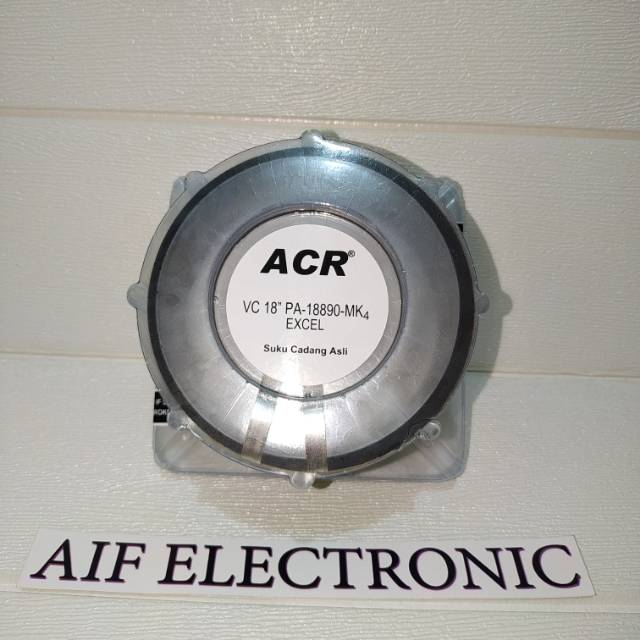 ACR®
VC 18" PA-18890-MK₄
EXCEL
Suku Cadang Asli
AIF ELECTRONIC